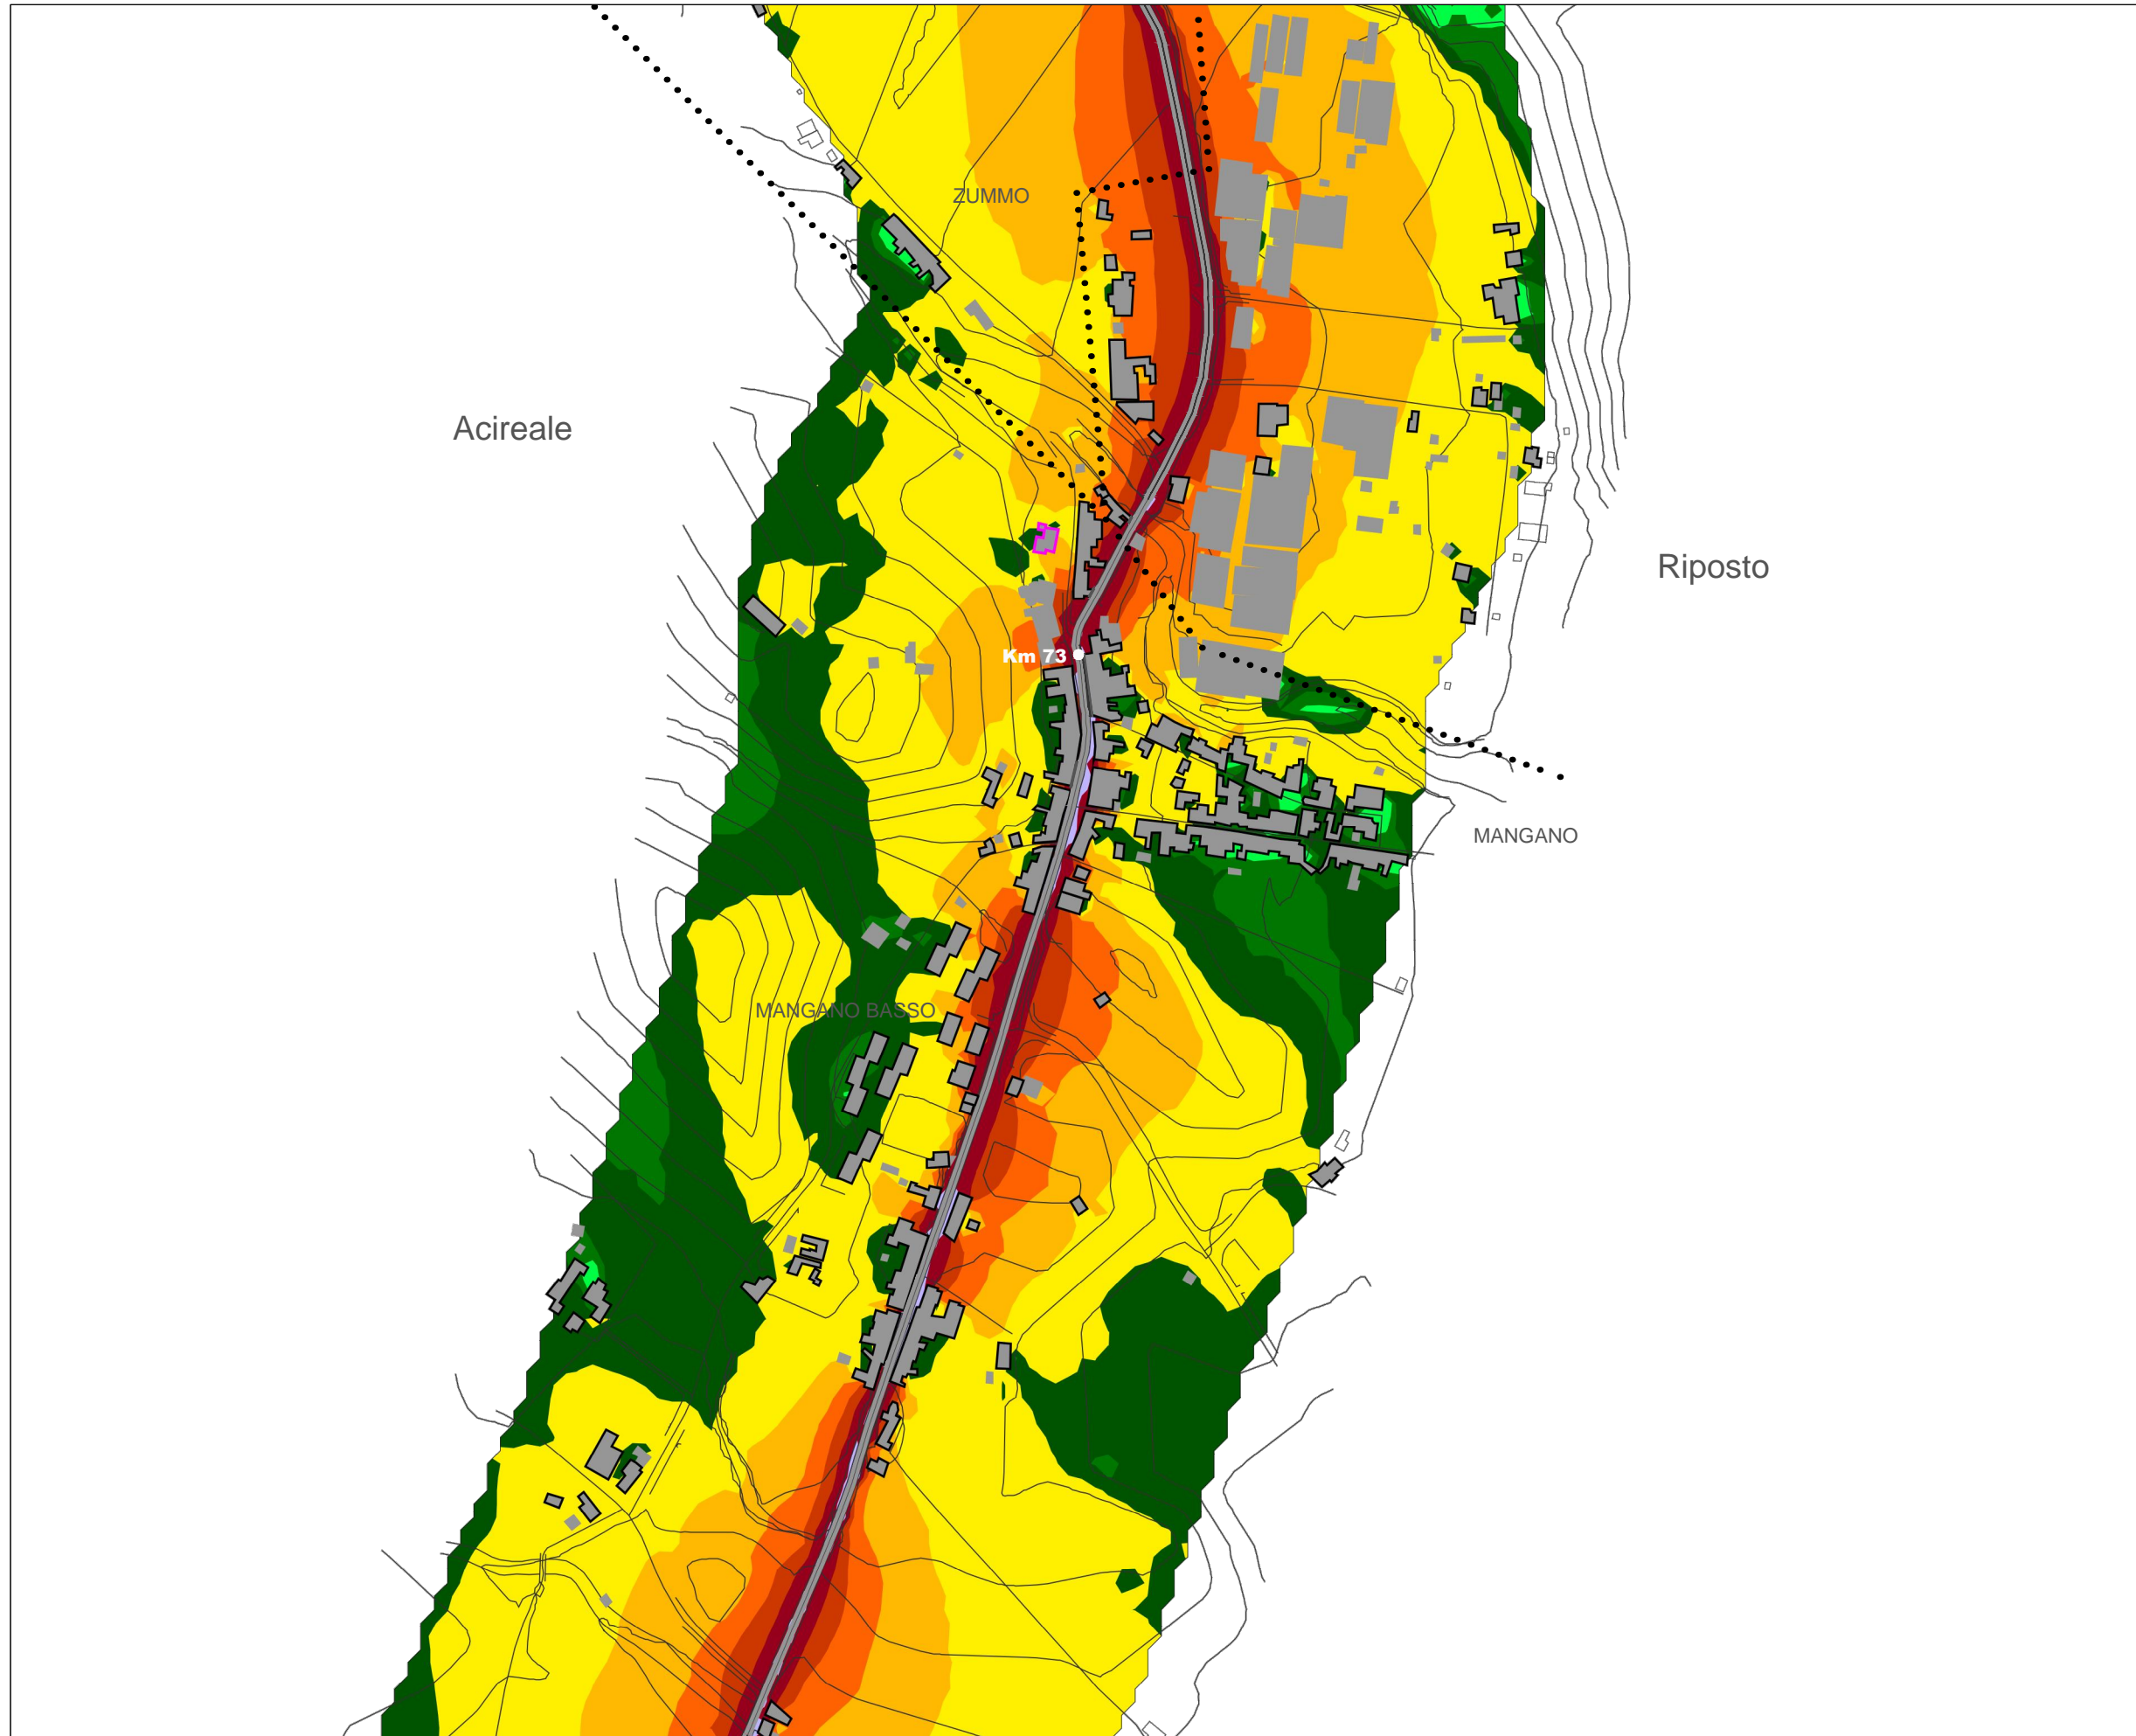 ZUMMO
Acireale
Riposto
Km 73
MANGANO
MANGANO BASSO